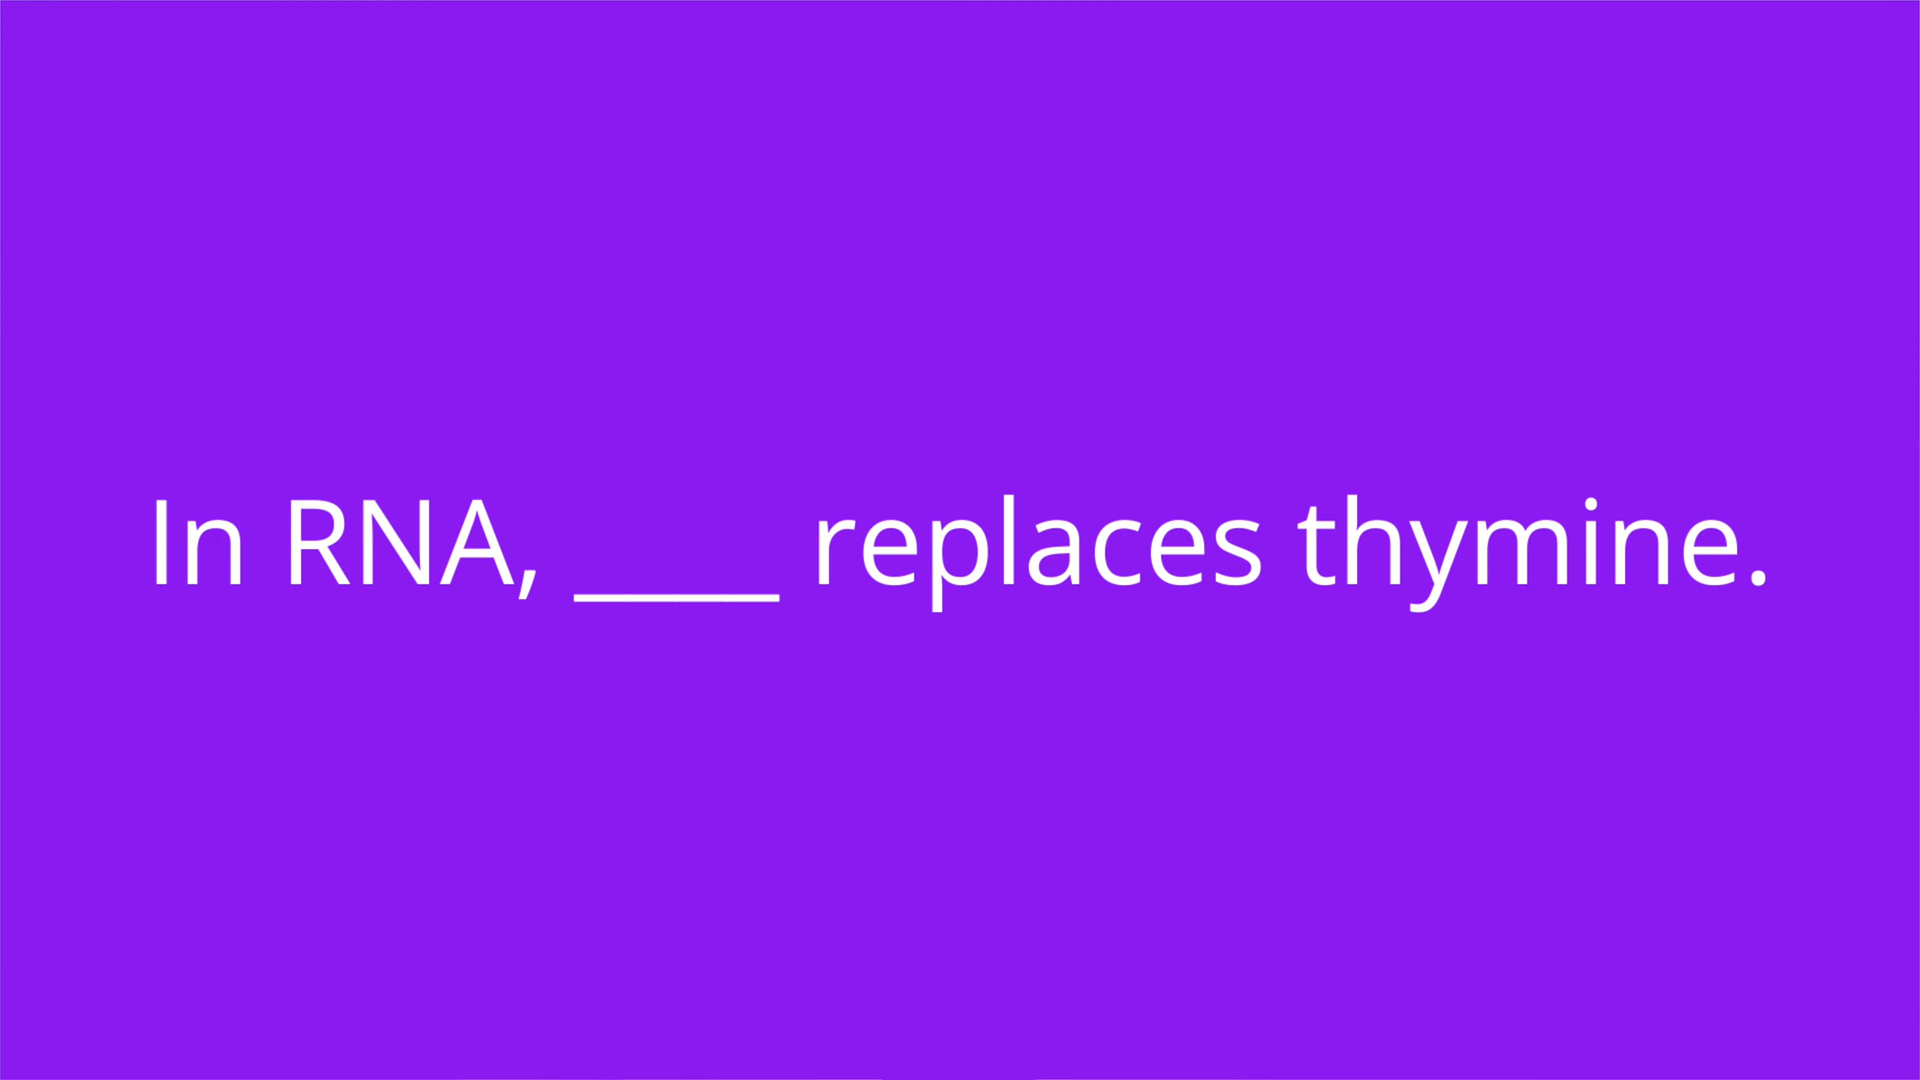 In RNA, ____ replaces thymine.